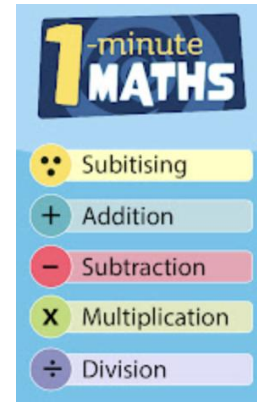 1-minute
MATHS
Subitising
+ Addition
- Subtraction
x Multiplication
÷ Division